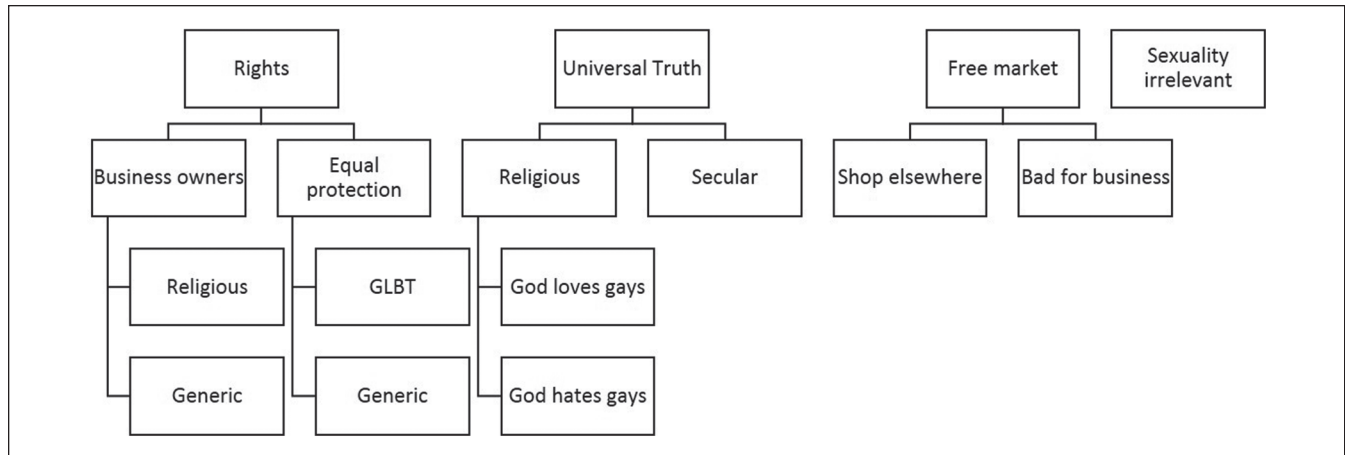 Rights
Universal Truth
Free market
Sexuality
irrelevant
Business owners
Equal
protection
Religious
Secular
Shop elsewhere
Bad for business
Religious
GLBT
God loves gays
Generic
Generic
God hates gays